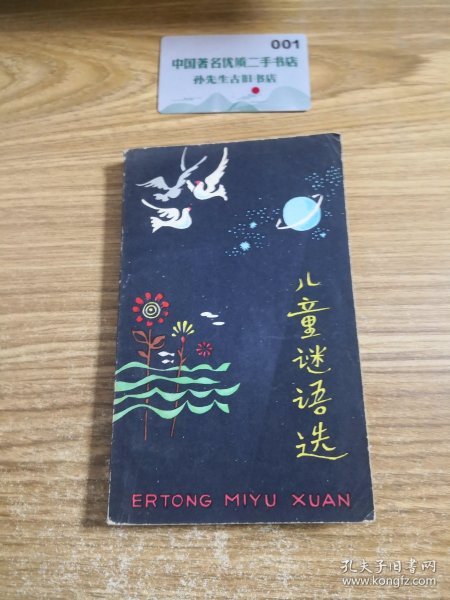 001
中国著名优质二手书店
孙先生古旧书店
儿童谜语选
ERTONG MIYU XUAN
孔夫子旧书网
www.kongfz.com